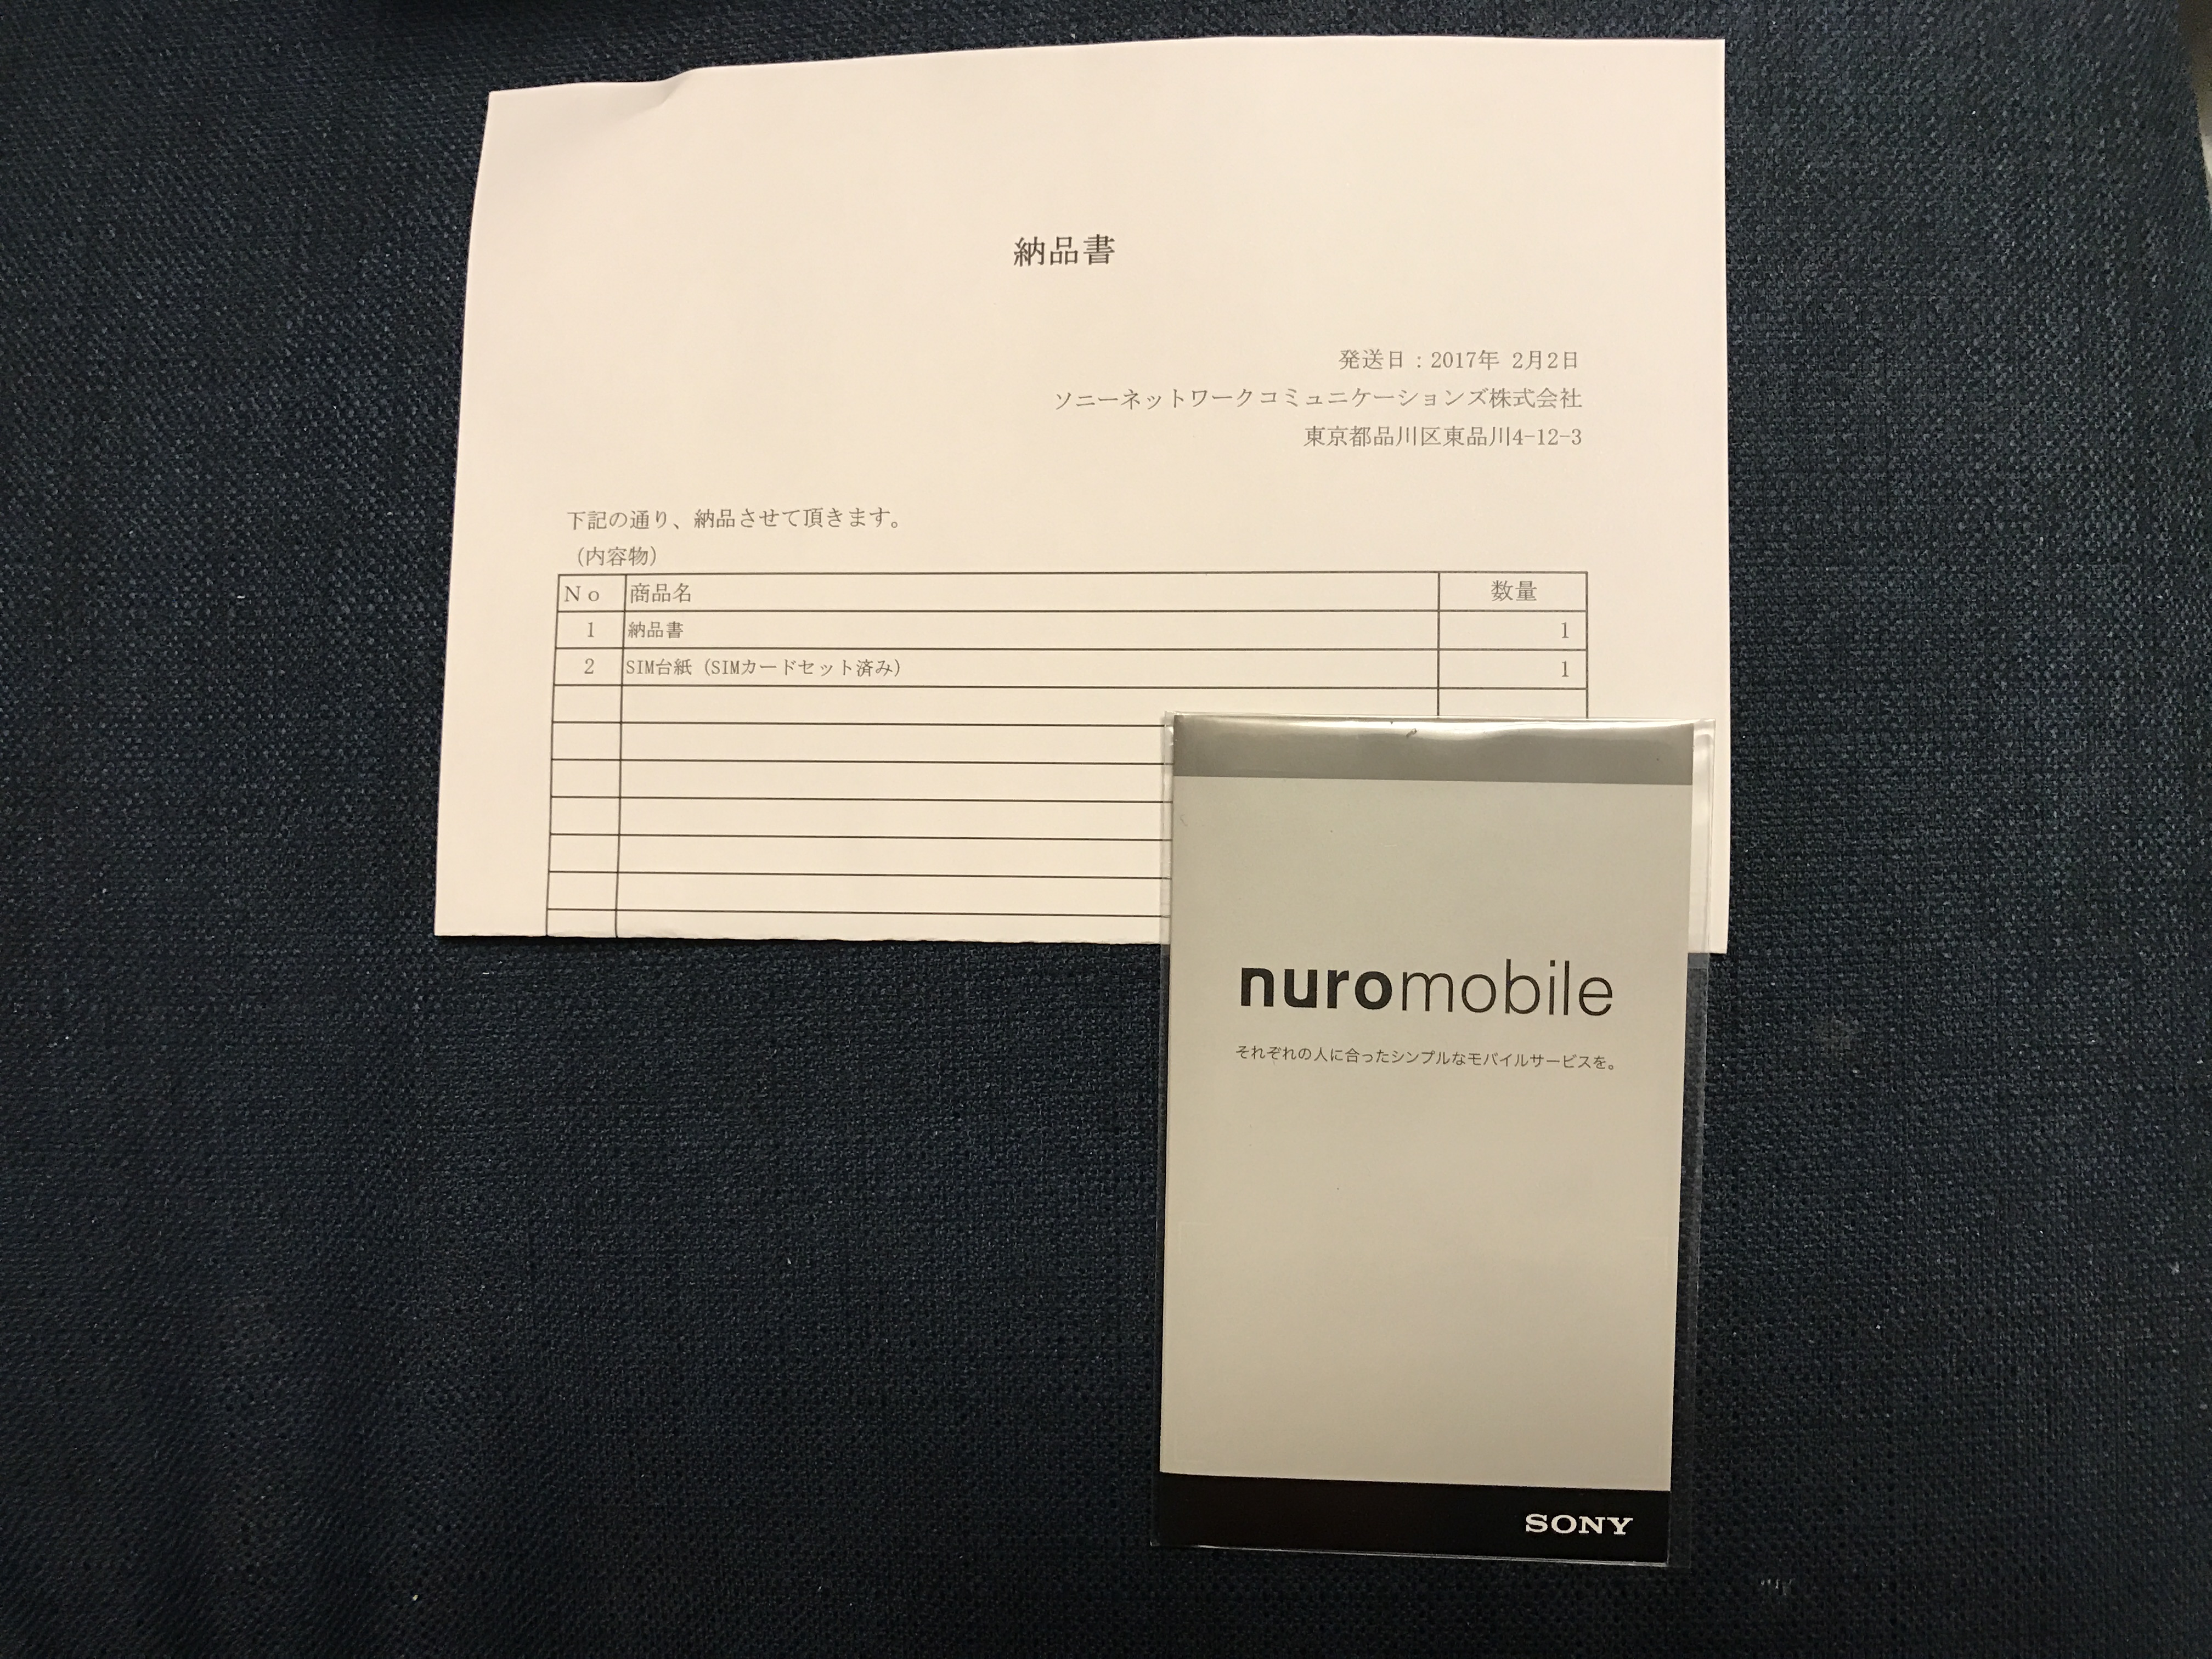 納品書
発送日：2017年 2月2日
ソニーネットワークコミュニケーションズ株式会社
東京都品川区東品川4-12-3
下記の通り、納品させて頂きます。
（内容物）
Ｎｏ 商品名 数量
1 納品書 1
2 SIM台紙（SIMカードセット済み） 1
nuromobile
それぞれの人に合ったシンプルなモバイルサービスを。
SONY